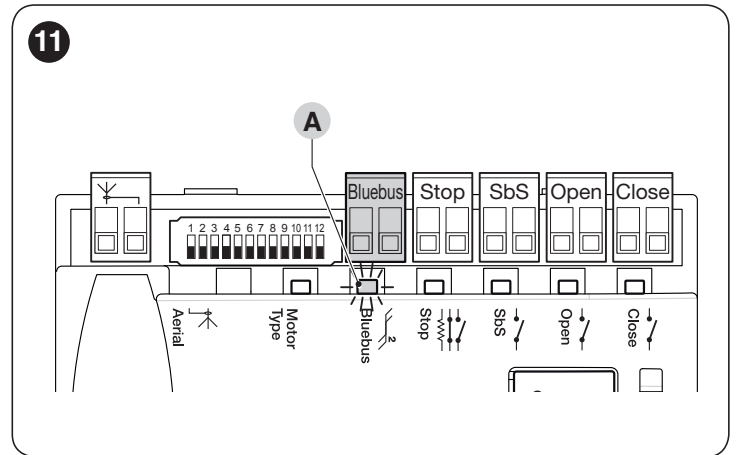 11
A
Bluebus Stop SbS Open Close
1 2 3 4 5 6 7 8 9 10 11 12
Aerial
Motor Type
Bluebus
2
Stop
SbS
Open
Close